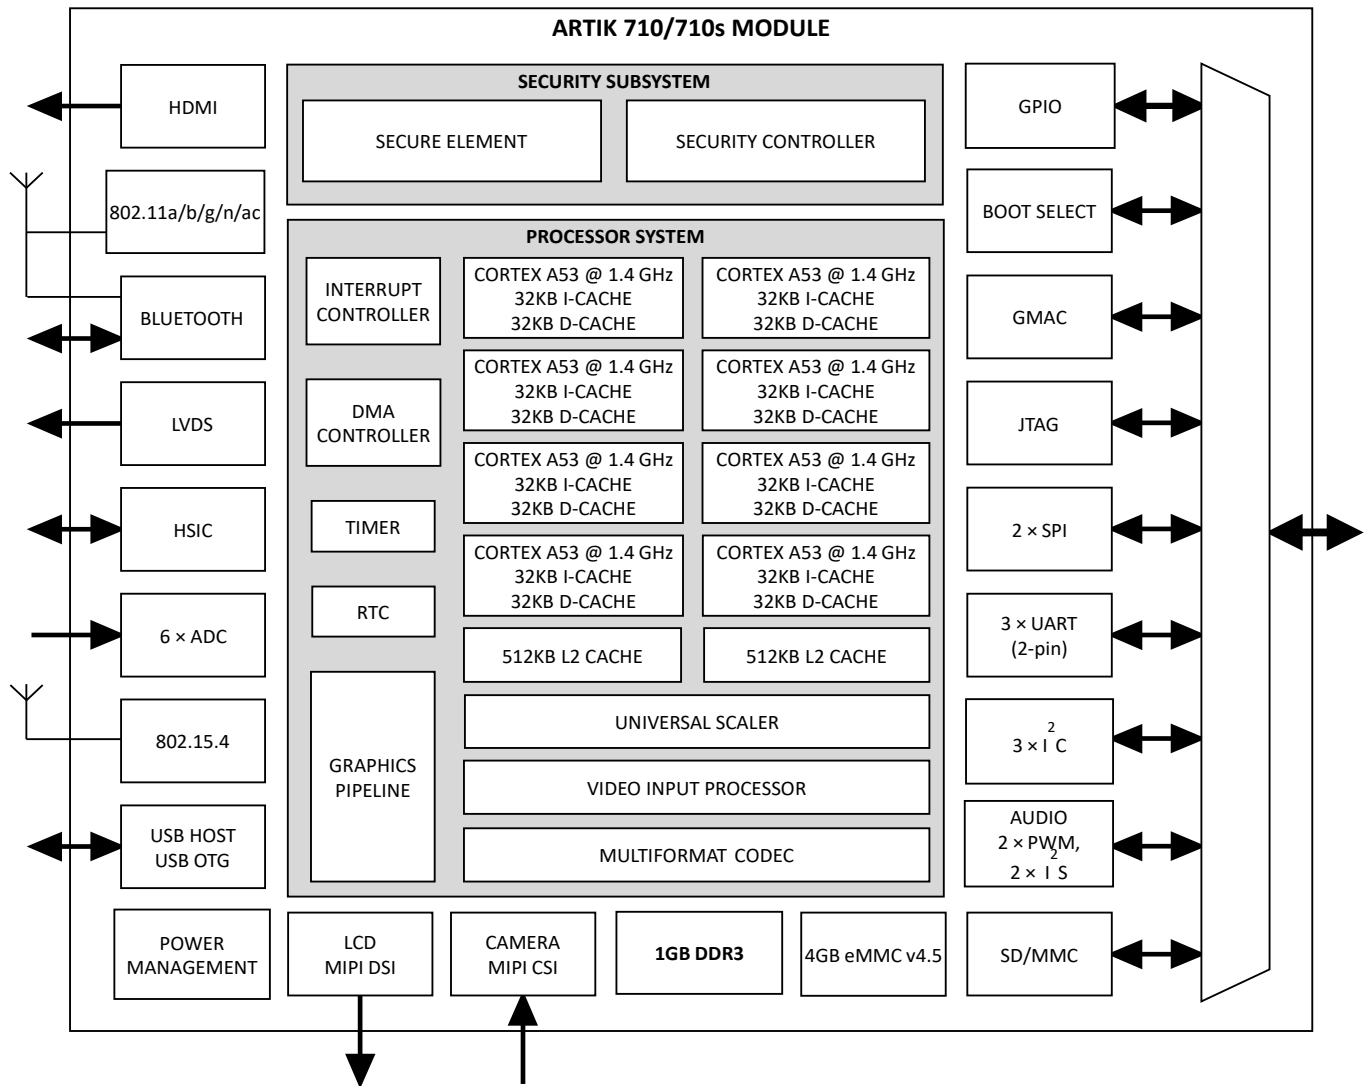 ARTIK 710/710s MODULE
HDMI
802.11a/b/g/n/ac
BLUETOOTH
LVDS
HSIC
6 × ADC
802.15.4
USB HOST
USB OTG
POWER
MANAGEMENT
SECURITY SUBSYSTEM
SECURE ELEMENT
SECURITY CONTROLLER
PROCESSOR SYSTEM
INTERRUPT
CONTROLLER
DMA
CONTROLLER
TIMER
RTC
GRAPHICS
PIPELINE
CORTEX A53 @ 1.4 GHz
32KB I-CACHE
32KB D-CACHE
CORTEX A53 @ 1.4 GHz
32KB I-CACHE
32KB D-CACHE
CORTEX A53 @ 1.4 GHz
32KB I-CACHE
32KB D-CACHE
CORTEX A53 @ 1.4 GHz
32KB I-CACHE
32KB D-CACHE
CORTEX A53 @ 1.4 GHz
32KB I-CACHE
32KB D-CACHE
CORTEX A53 @ 1.4 GHz
32KB I-CACHE
32KB D-CACHE
CORTEX A53 @ 1.4 GHz
32KB I-CACHE
32KB D-CACHE
CORTEX A53 @ 1.4 GHz
32KB I-CACHE
32KB D-CACHE
512KB L2 CACHE
512KB L2 CACHE
UNIVERSAL SCALER
VIDEO INPUT PROCESSOR
MULTIFORMAT CODEC
LCD
MIPI DSI
CAMERA
MIPI CSI
1GB DDR3
4GB eMMC v4.5
GPIO
BOOT SELECT
GMAC
JTAG
2 × SPI
3 × UART
(2-pin)
3 × I²C
AUDIO
2 × PWM,
2 × I²S
SD/MMC